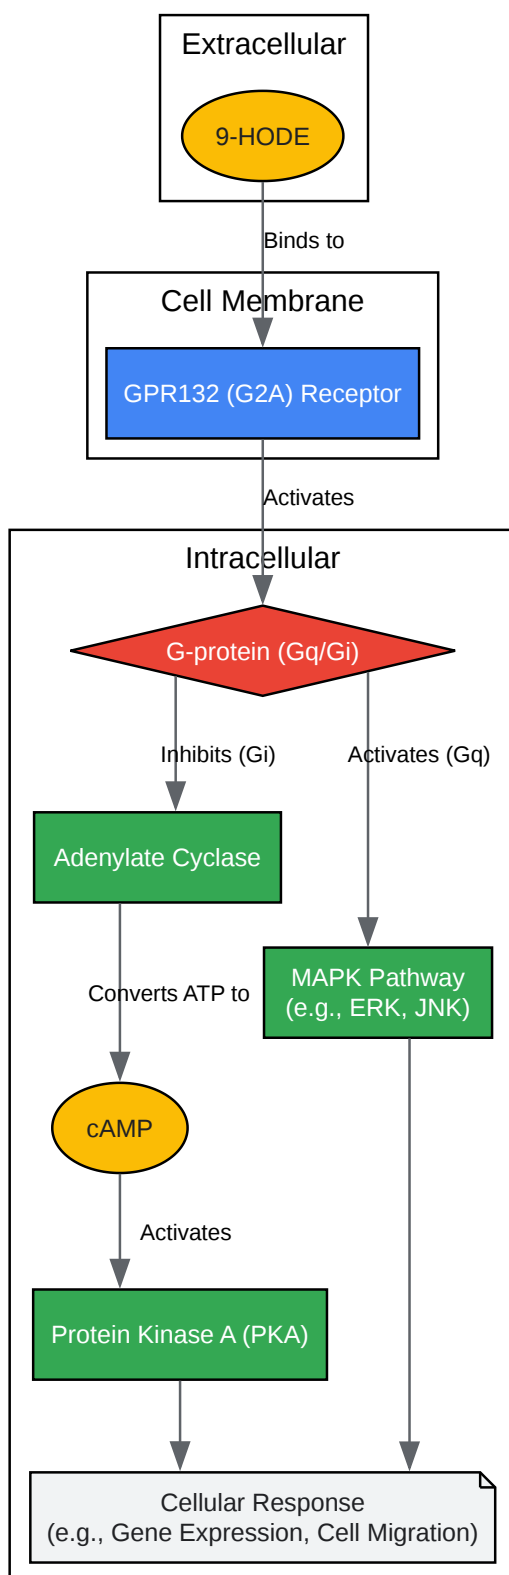 Extracellular
9-HODE
Binds to
Cell Membrane
GPR132 (G2A) Receptor
Activates
Intracellular
G-protein (Gq/Gi)
Inhibits (Gi)
Activates (Gq)
Adenylate Cyclase
Converts ATP to
MAPK Pathway
(e.g., ERK, JNK)
cAMP
Activates
Protein Kinase A (PKA)
Cellular Response
(e.g., Gene Expression, Cell Migration)